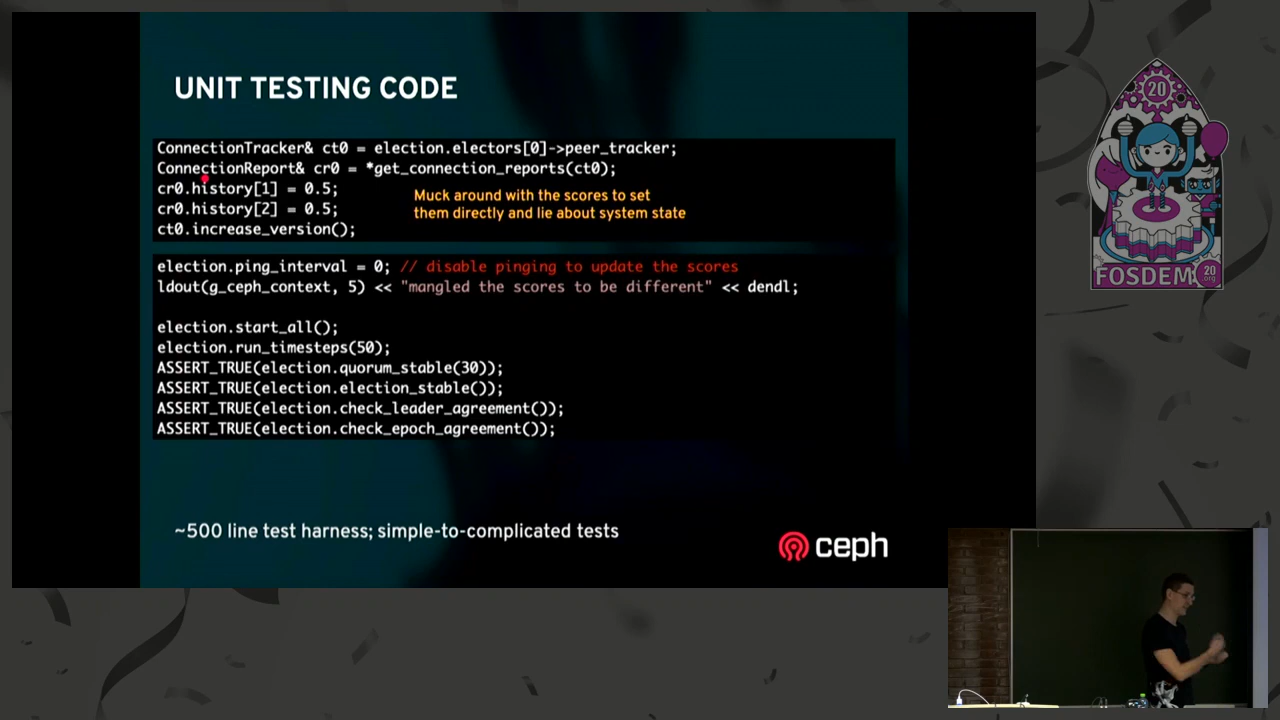 UNIT TESTING CODE
ConnectionTracker& ct0 = election.electors[0]->peer_tracker;
ConnectionReport& cr0 = *get_connection_reports(ct0);
cr0.history[1] = 0.5;
cr0.history[2] = 0.5;
ct0.increase_version();
Muck around with the scores to set
them directly and lie about system state
election.ping_interval = 0; // disable pinging to update the scores
ldout(g_ceph_context, 5) << "mangled the scores to be different" << dendl;
election.start_all();
election.run_timesteps(50);
ASSERT_TRUE(election.quorum_stable(30));
ASSERT_TRUE(election.election_stable());
ASSERT_TRUE(election.check_leader_agreement());
ASSERT_TRUE(election.check_epoch_agreement());
~500 line test harness; simple-to-complicated tests
ceph
20
FOSDEM
20
.org